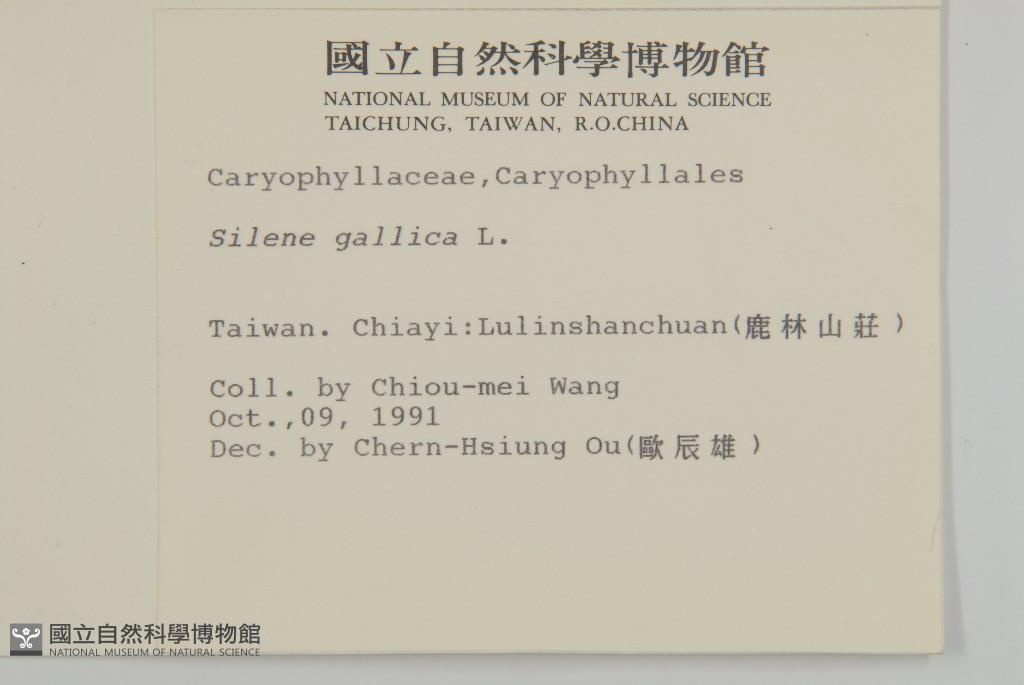 國立自然科學博物館
NATIONAL MUSEUM OF NATURAL SCIENCE
TAICHUNG, TAIWAN, R.O.CHINA
Caryophyllaceae,Caryophyllales
Silene gallica L.
Taiwan. Chiayi:Lulinshanchuan(鹿林山莊)
Coll. by Chiou-mei Wang
Oct.,09, 1991
Dec. by Chern-Hsiung Ou(歐辰雄)
國立自然科學博物館
NATIONAL MUSEUM OF NATURAL SCIENCE